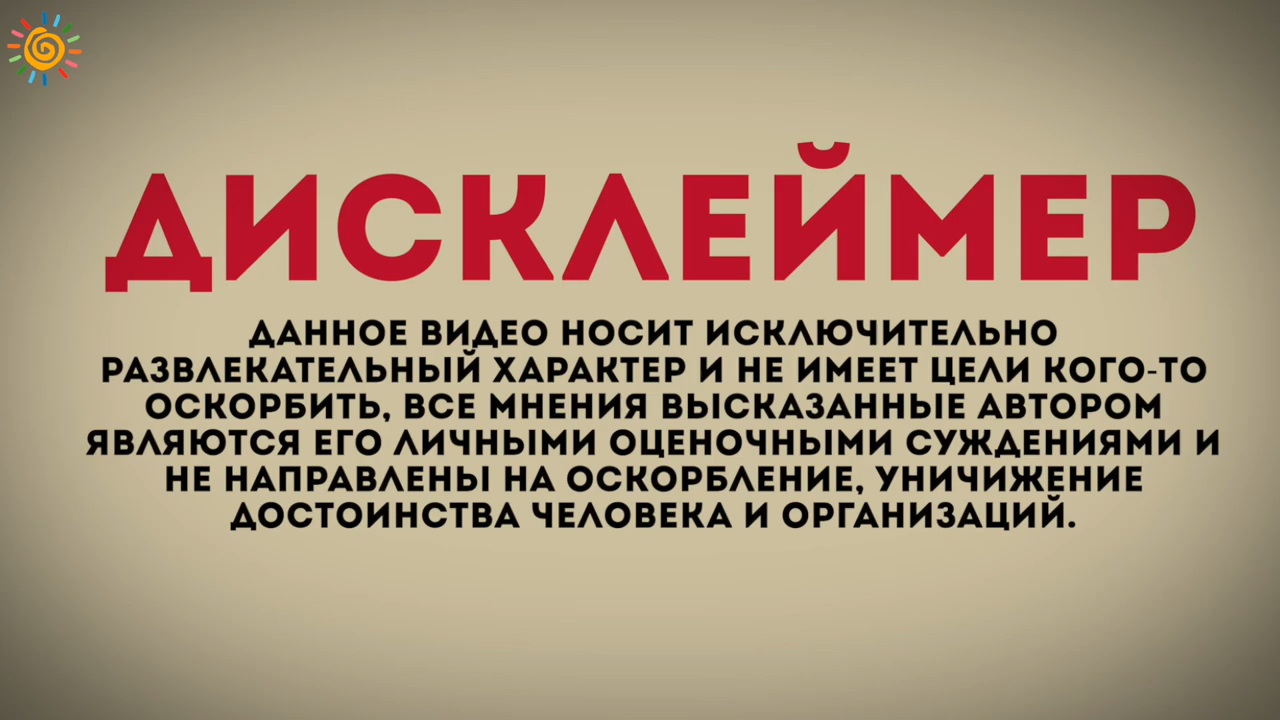 ДИСКЛЕЙМЕР
ДАННОЕ ВИДЕО НОСИТ ИСКЛЮЧИТЕЛЬНО
РАЗВЛЕКАТЕЛЬНЫЙ ХАРАКТЕР И НЕ ИМЕЕТ ЦЕЛИ КОГО-ТО
ОСКОРБИТЬ, ВСЕ МНЕНИЯ ВЫСКАЗАННЫЕ АВТОРОМ
ЯВЛЯЮТСЯ ЕГО ЛИЧНЫМИ ОЦЕНОЧНЫМИ СУЖДЕНИЯМИ И
НЕ НАПРАВЛЕНЫ НА ОСКОРБЛЕНИЕ, УНИЧИЖЕНИЕ
ДОСТОИНСТВА ЧЕЛОВЕКА И ОРГАНИЗАЦИЙ.